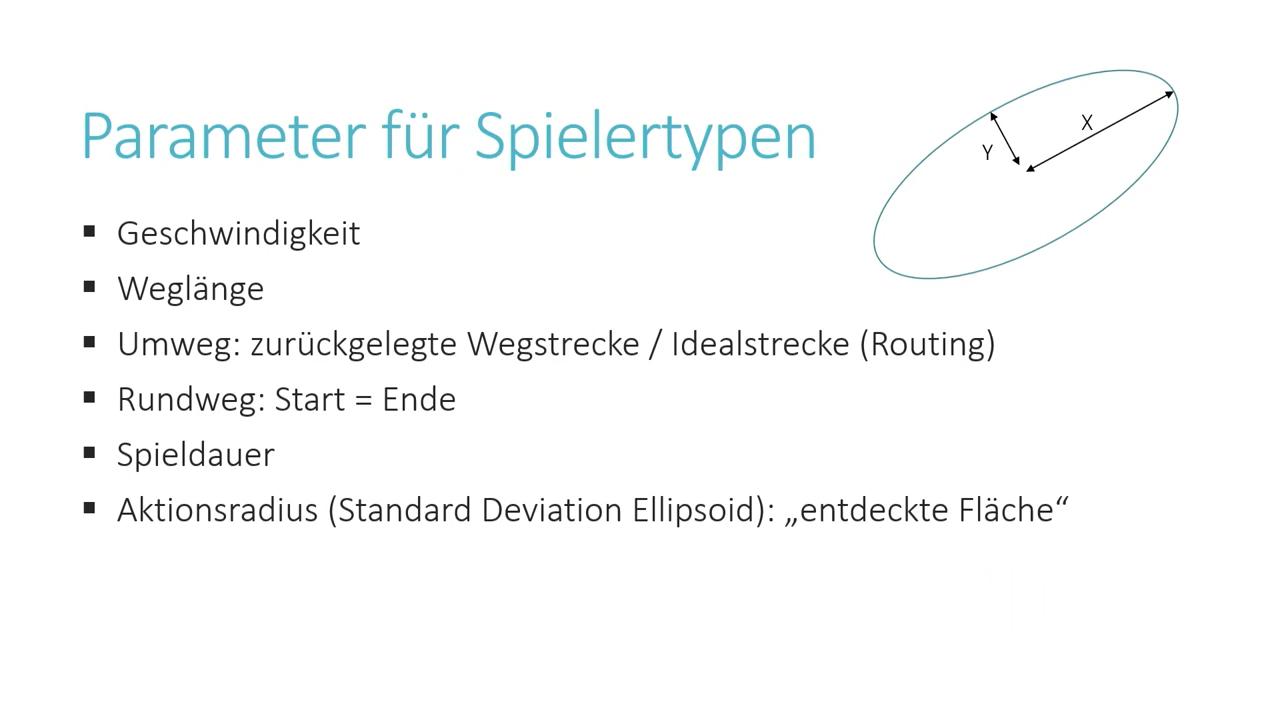 Parameter für Spielertypen
X
Y
▪ Geschwindigkeit
▪ Weglänge
▪ Umweg: zurückgelegte Wegstrecke / Idealstrecke (Routing)
▪ Rundweg: Start = Ende
▪ Spieldauer
▪ Aktionsradius (Standard Deviation Ellipsoid): „entdeckte Fläche“